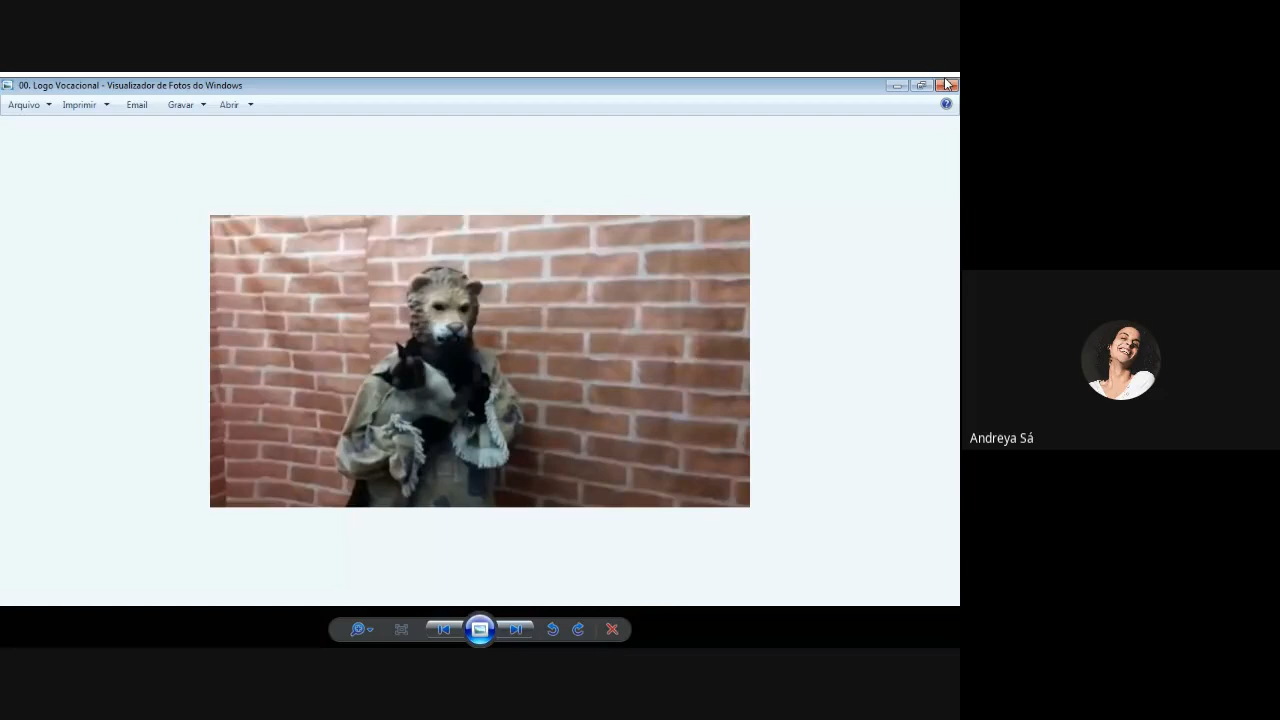 00. Logo Vocacional - Visualizador de Fotos do Windows
Arquivo Imprimir Email Gravar Abrir
Andreya Sá